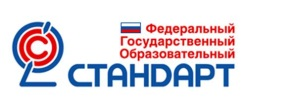 Федеральный
Государственный
Образовательный
СТАНДАРТ